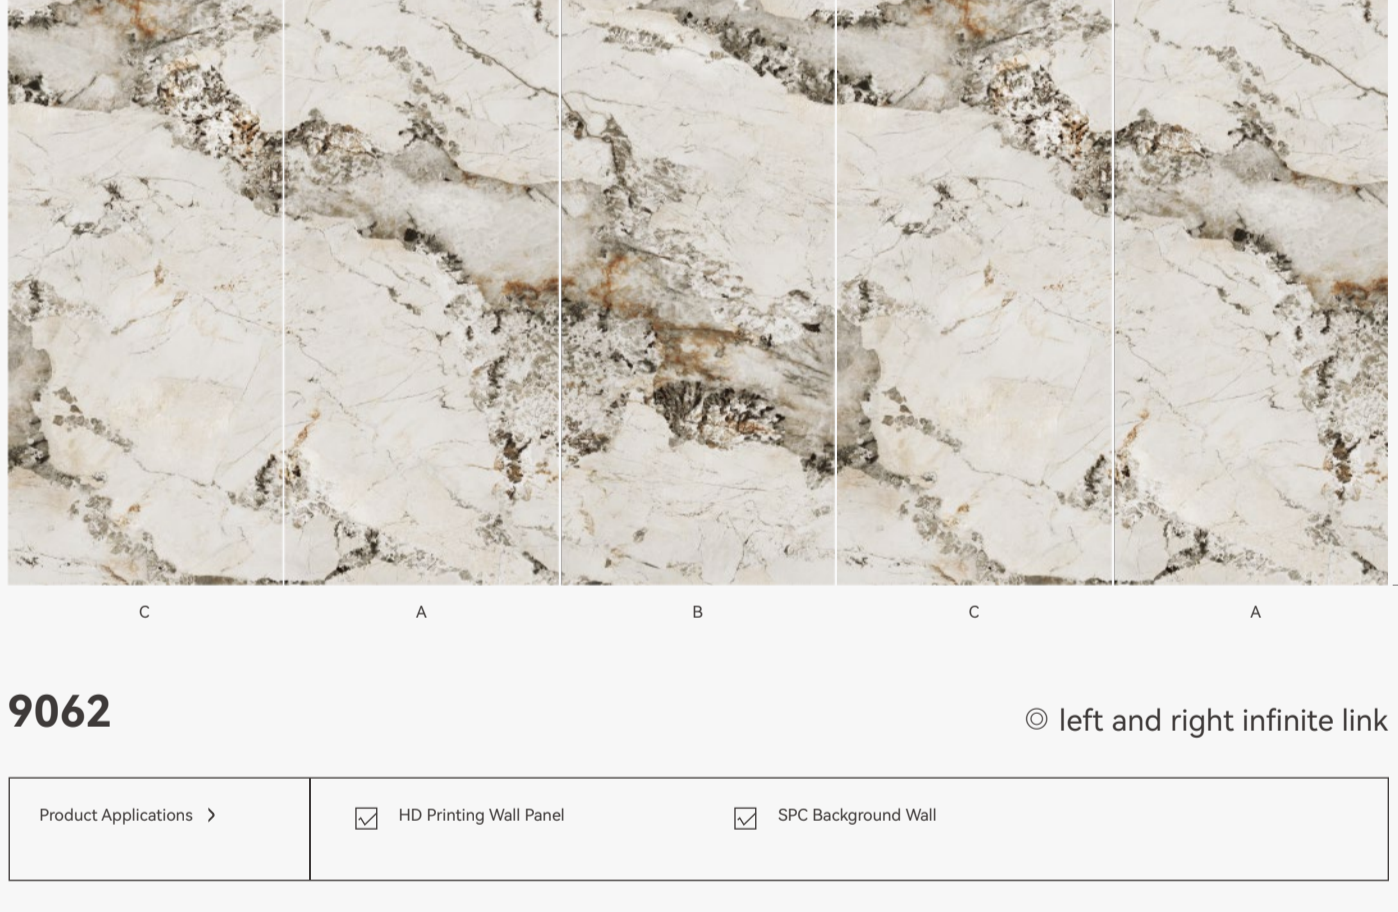 C A B C A
9062
left and right infinite link
Product Applications
HD Printing Wall Panel
SPC Background Wall